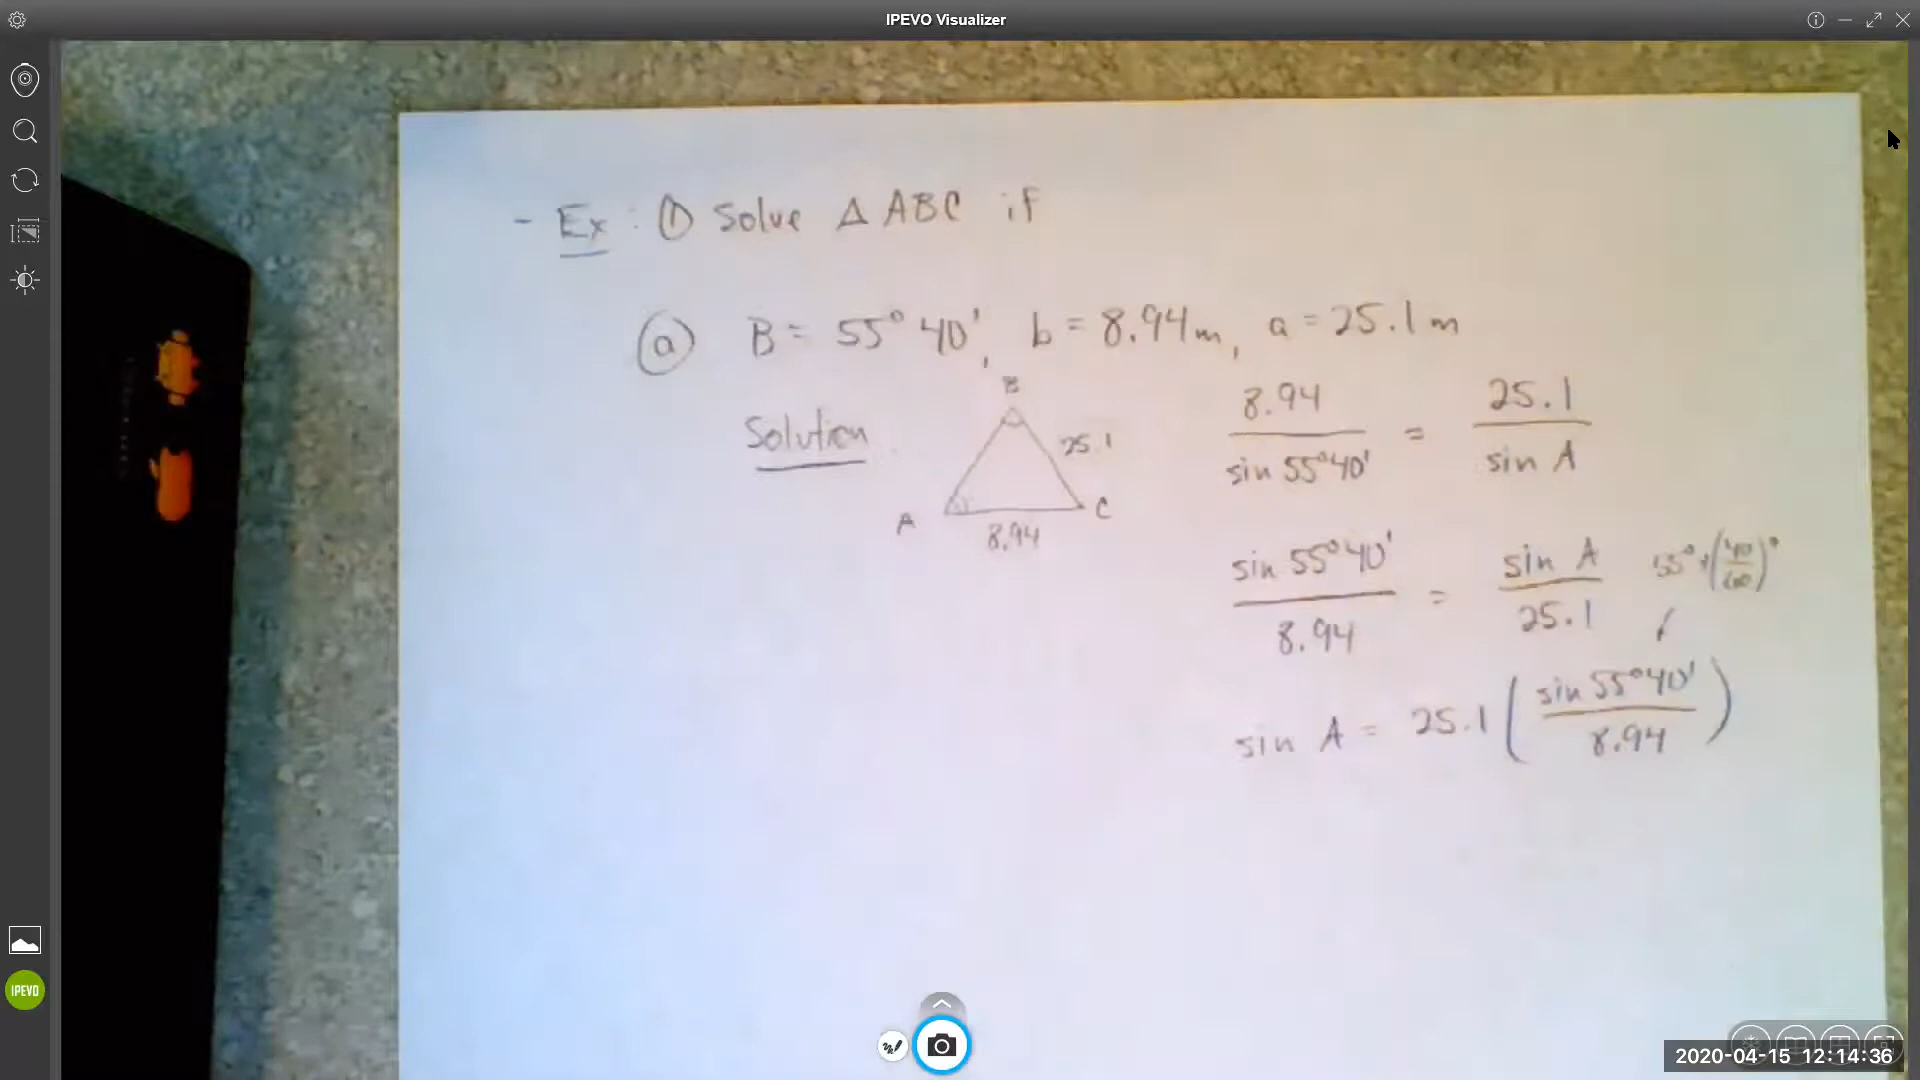 IPEVO Visualizer
- Ex: ① Solve △ABC if
ⓐ B = 55°40', b = 8.94m, a = 25.1m
Solution
B
25.1
A
C
8.94
8.94 / sin 55°40' = 25.1 / sin A
sin 55°40' / 8.94 = sin A / 25.1
55° + (40/60)°
sin A = 25.1 (sin 55°40' / 8.94)
IPEVO
2020-04-15 12:14:36